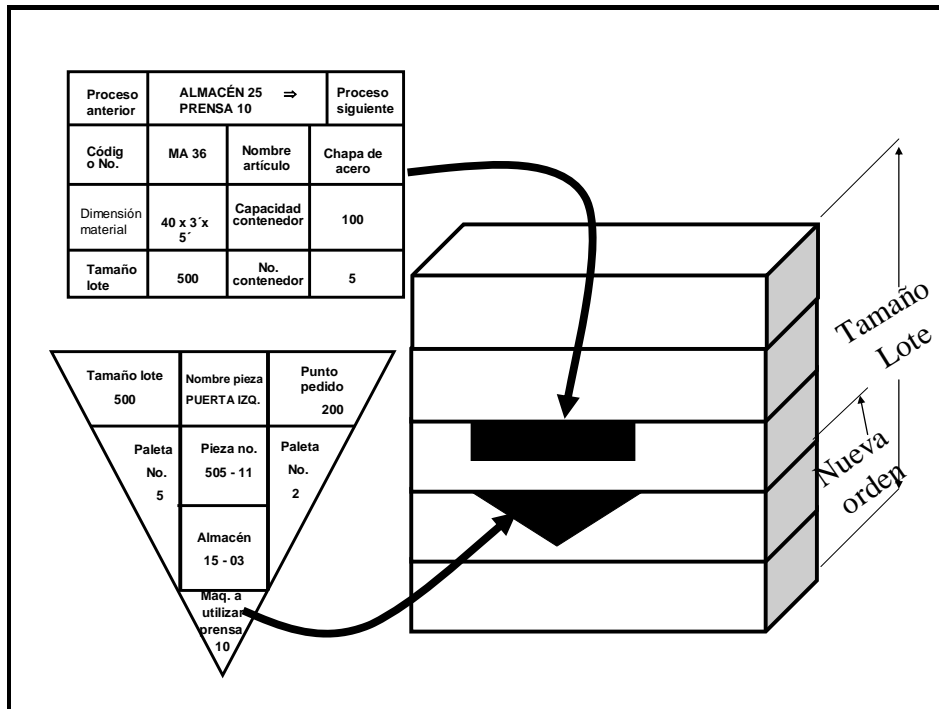 Proceso
anterior
ALMACÉN 25 ⇒
PRENSA 10
Proceso
siguiente
Códig
o No.
MA 36
Nombre
artículo
Chapa de
acero
Dimensión
material
40 x 3´x
5´
Capacidad
contenedor
100
Tamaño
lote
500
No.
contenedor
5
Tamaño lote
500
Nombre pieza
PUERTA IZQ.
Punto
pedido
200
Paleta
No.
5
Pieza no.
505 - 11
Paleta
No.
2
Almacén
15 - 03
Maq. a
utilizar
prensa
10
Tamaño
Lote
Nueva
orden